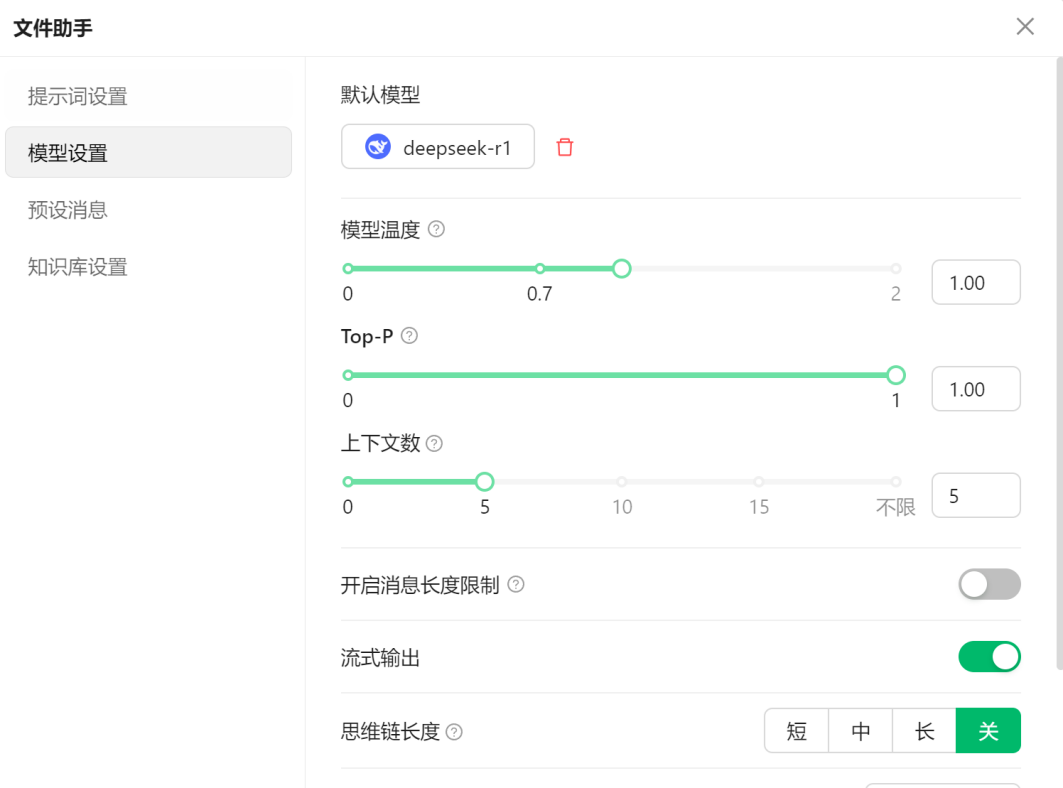 文件助手
提示词设置
模型设置
预设消息
知识库设置
默认模型
deepseek-r1
模型温度
0 0.7 2 1.00
Top-P
0 1 1.00
上下文数
0 5 10 15 不限 5
开启消息长度限制
流式输出
思维链长度 短 中 长 关